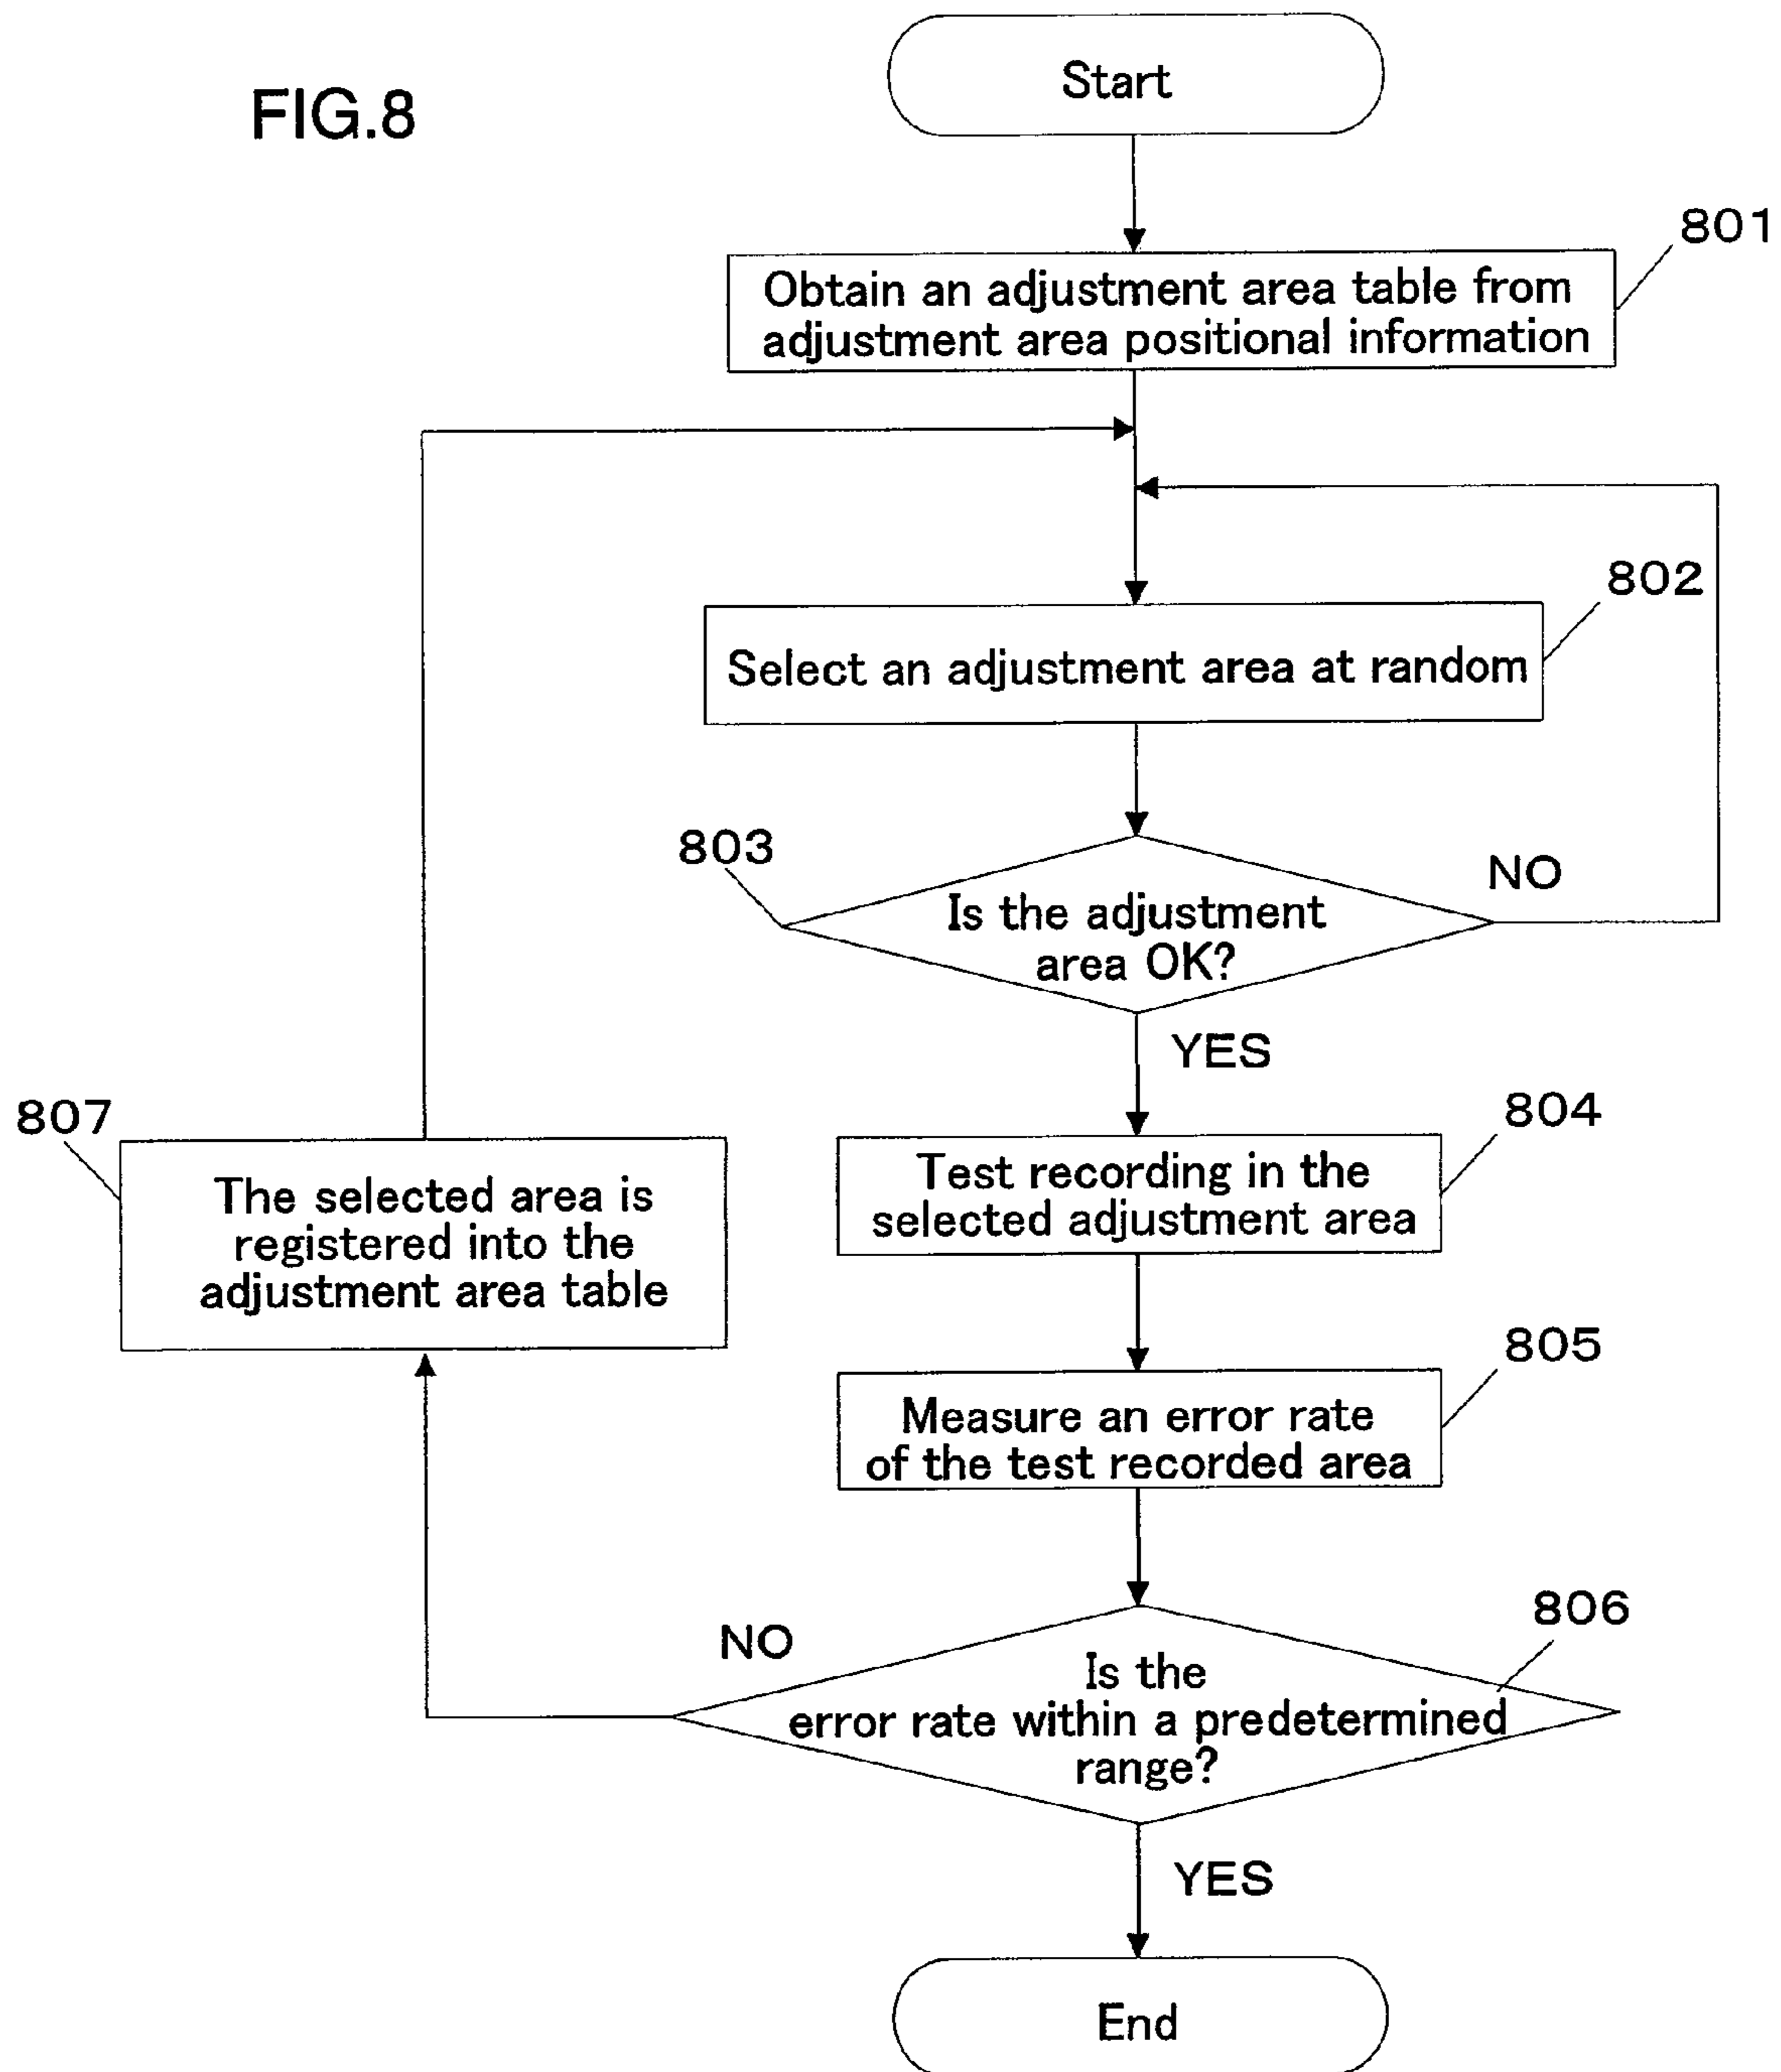 FIG.8
Start
801
Obtain an adjustment area table from
adjustment area positional information
802
Select an adjustment area at random
803
Is the adjustment
area OK?
NO
YES
804
Test recording in the
selected adjustment area
807
The selected area is
registered into the
adjustment area table
805
Measure an error rate
of the test recorded area
806
NO
Is the
error rate within a predetermined
range?
YES
End